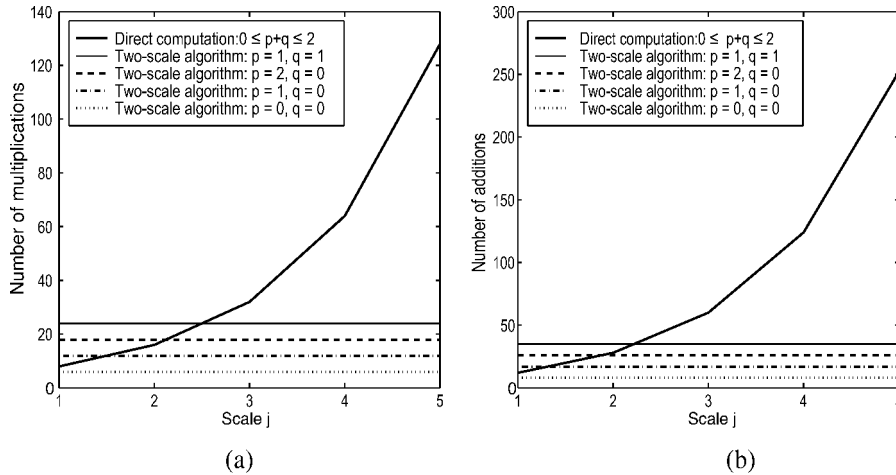 140
120
100
80
60
40
20
0
Number of multiplications
Direct computation:0 ≤ p+q ≤ 2
Two-scale algorithm: p = 1, q = 1
Two-scale algorithm: p = 2, q = 0
Two-scale algorithm: p = 1, q = 0
Two-scale algorithm: p = 0, q = 0
1 2 3 4 5
Scale j
(a)
300
250
200
150
100
50
0
Number of additions
Direct computation:0 ≤ p+q ≤ 2
Two-scale algorithm: p = 1, q = 1
Two-scale algorithm: p = 2, q = 0
Two-scale algorithm: p = 1, q = 0
Two-scale algorithm: p = 0, q = 0
1 2 3 4
Scale j
(b)